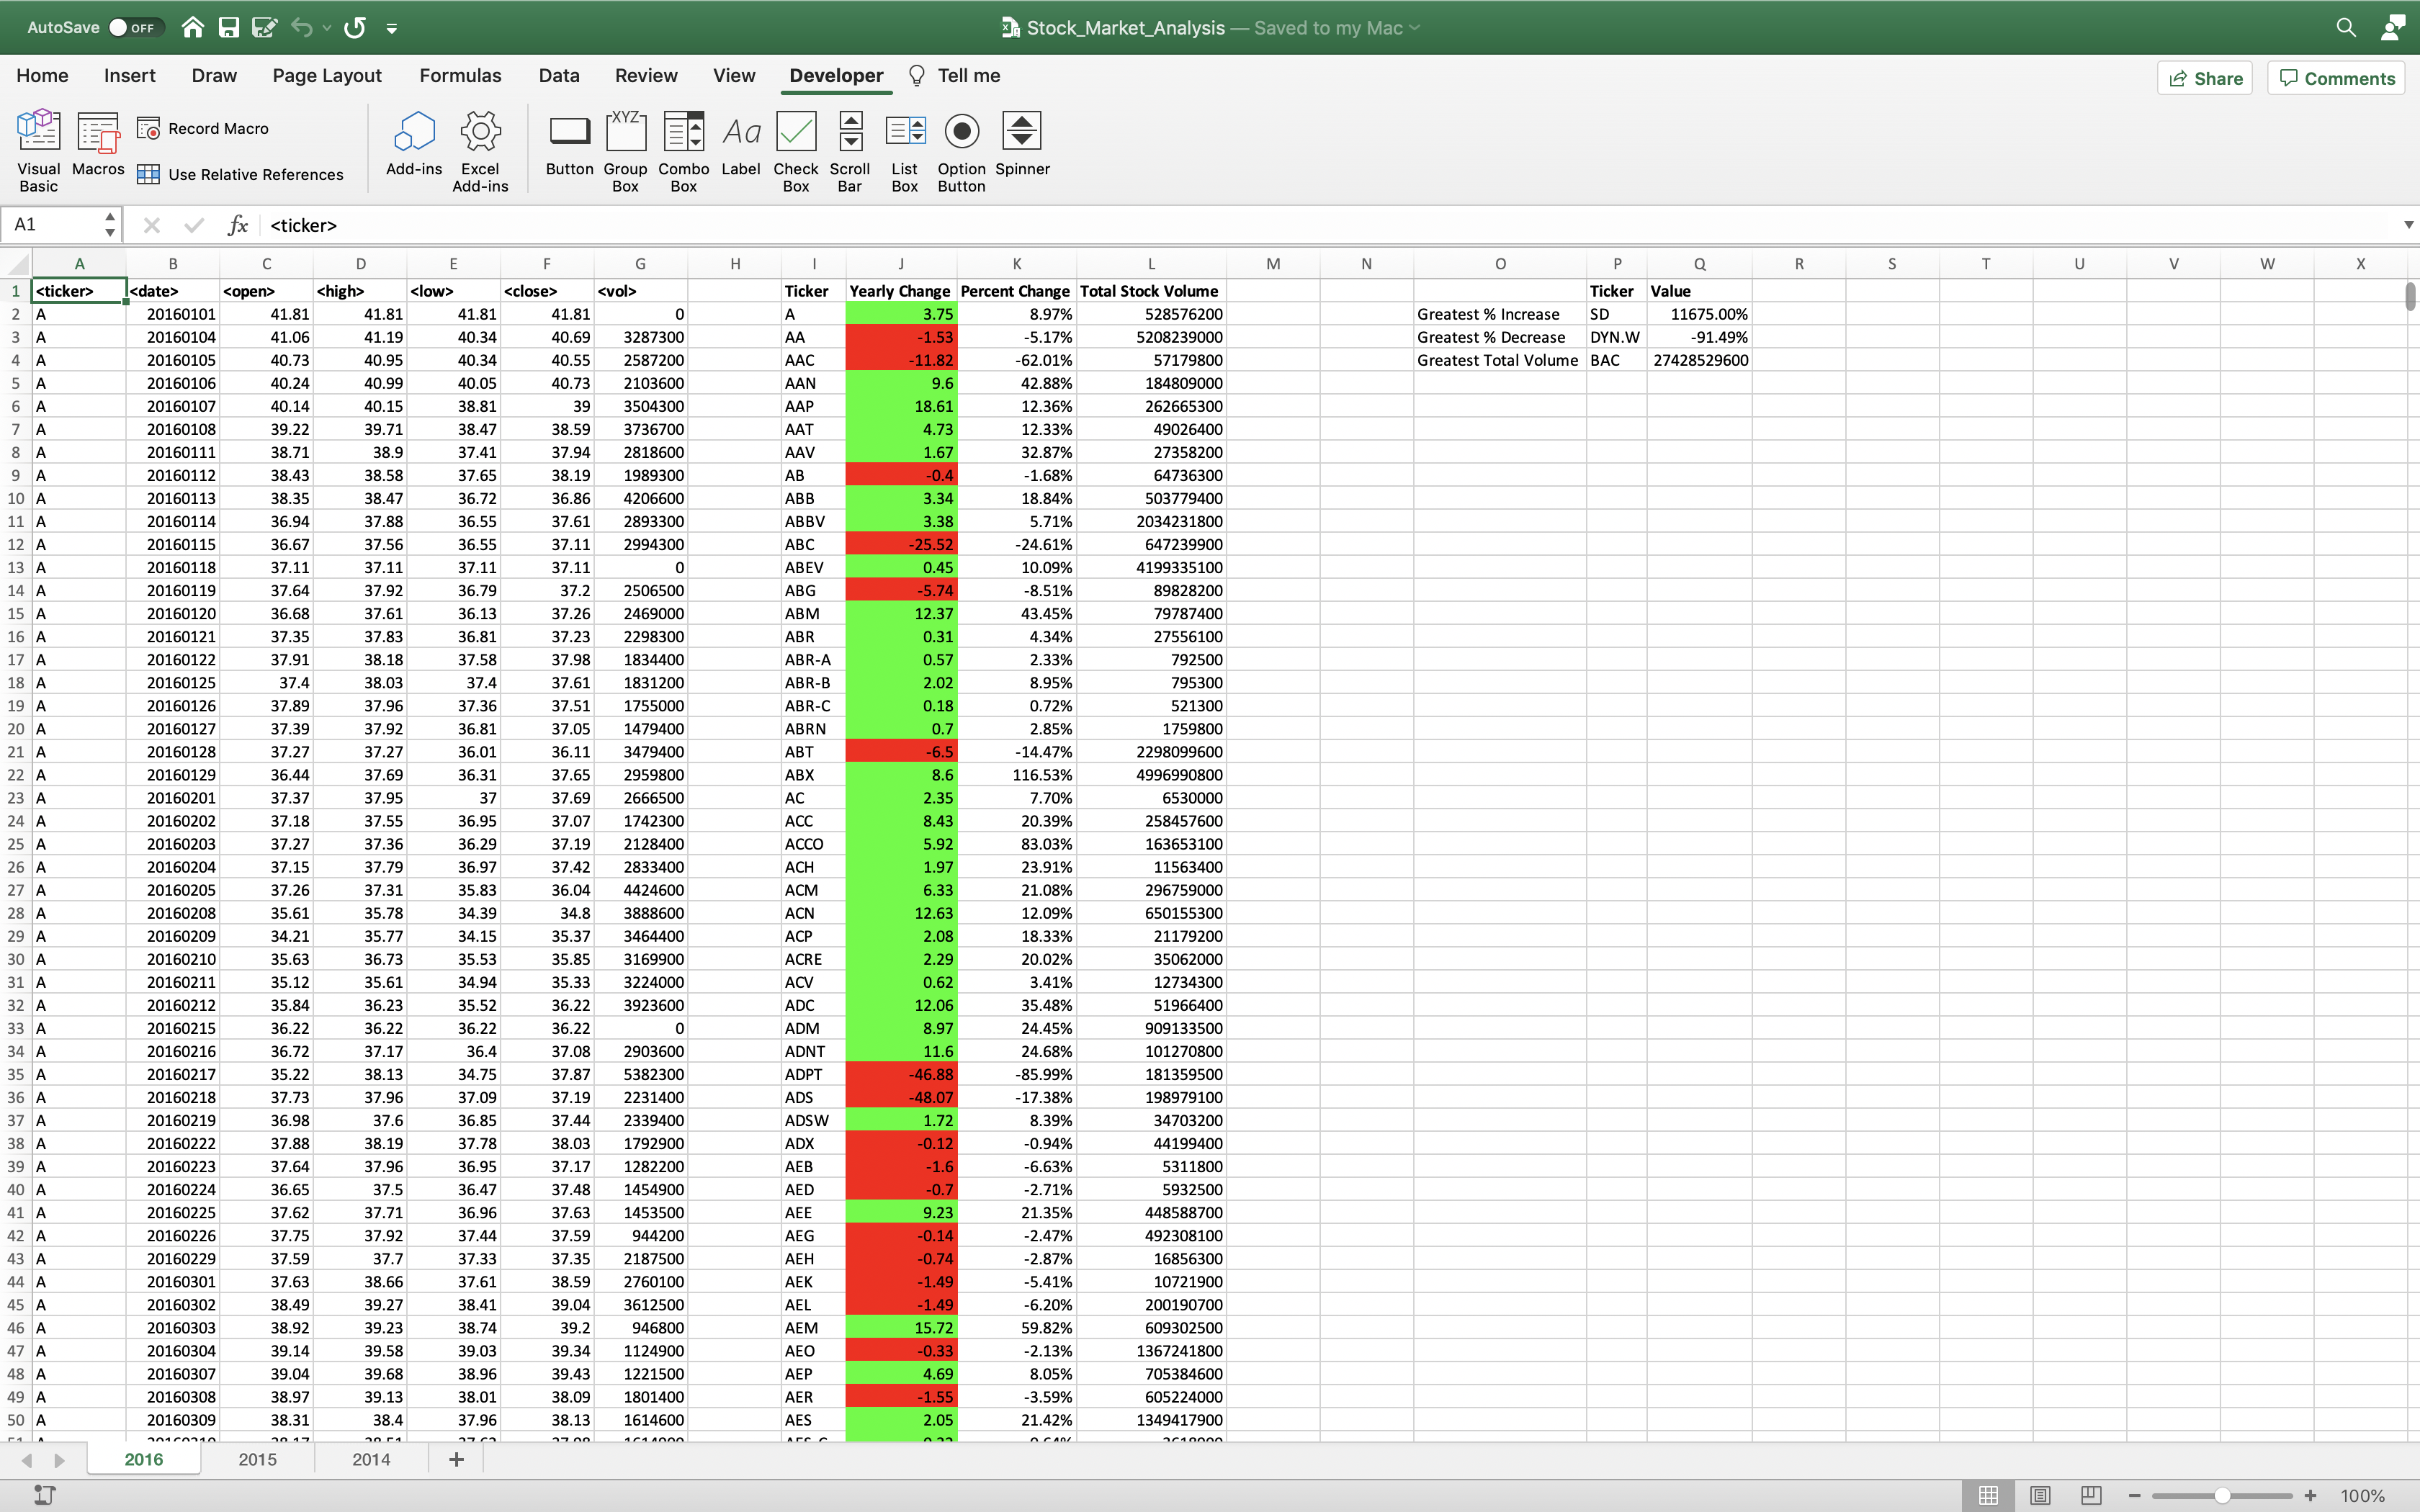 AutoSave OFF Stock_Market_Analysis — Saved to my Mac
Home Insert Draw Page Layout Formulas Data Review View Developer Tell me Share Comments
Visual Basic Macros Record Macro Use Relative References Add-ins Excel Add-ins Button XYZ Group Box Combo Box Aa Label Check Box Scroll Bar List Box Option Button Spinner
A1 fx <ticker>
A B C D E F G H I J K L M N O P Q R S T U V W X
1 <ticker> <date> <open> <high> <low> <close> <vol> Ticker Yearly Change Percent Change Total Stock Volume Ticker Value
2 A 20160101 41.81 41.81 41.81 41.81 0 A 3.75 8.97% 528576200 Greatest % Increase SD 11675.00%
3 A 20160104 41.06 41.19 40.34 40.69 3287300 AA -1.53 -5.17% 5208239000 Greatest % Decrease DYN.W -91.49%
4 A 20160105 40.73 40.95 40.34 40.55 2587200 AAC -11.82 -62.01% 57179800 Greatest Total Volume BAC 27428529600
5 A 20160106 40.24 40.99 40.05 40.73 2103600 AAN 9.6 42.88% 184809000
6 A 20160107 40.14 40.15 38.81 39 3504300 AAP 18.61 12.36% 262665300
7 A 20160108 39.22 39.71 38.47 38.59 3736700 AAT 4.73 12.33% 49026400
8 A 20160111 38.71 38.9 37.41 37.94 2818600 AAV 1.67 32.87% 27358200
9 A 20160112 38.43 38.58 37.65 38.19 1989300 AB -0.4 -1.68% 64736300
10 A 20160113 38.35 38.47 36.72 36.86 4206600 ABB 3.34 18.84% 503779400
11 A 20160114 36.94 37.88 36.55 37.61 2893300 ABBV 3.38 5.71% 2034231800
12 A 20160115 36.67 37.56 36.55 37.11 2994300 ABC -25.52 -24.61% 647239900
13 A 20160118 37.11 37.11 37.11 37.11 0 ABEV 0.45 10.09% 4199335100
14 A 20160119 37.64 37.92 36.79 37.2 2506500 ABG -5.74 -8.51% 89828200
15 A 20160120 36.68 37.61 36.13 37.26 2469000 ABM 12.37 43.45% 79787400
16 A 20160121 37.35 37.83 36.81 37.23 2298300 ABR 0.31 4.34% 27556100
17 A 20160122 37.91 38.18 37.58 37.98 1834400 ABR-A 0.57 2.33% 792500
18 A 20160125 37.4 38.03 37.4 37.61 1831200 ABR-B 2.02 8.95% 795300
19 A 20160126 37.89 37.96 37.36 37.51 1755000 ABR-C 0.18 0.72% 521300
20 A 20160127 37.39 37.92 36.81 37.05 1479400 ABRN 0.7 2.85% 1759800
21 A 20160128 37.27 37.27 36.01 36.11 3479400 ABT -6.5 -14.47% 2298099600
22 A 20160129 36.44 37.69 36.31 37.65 2959800 ABX 8.6 116.53% 4996990800
23 A 20160201 37.37 37.95 37 37.69 2666500 AC 2.35 7.70% 6530000
24 A 20160202 37.18 37.55 36.95 37.07 1742300 ACC 8.43 20.39% 258457600
25 A 20160203 37.27 37.36 36.29 37.19 2128400 ACCO 5.92 83.03% 163653100
26 A 20160204 37.15 37.79 36.97 37.42 2833400 ACH 1.97 23.91% 11563400
27 A 20160205 37.26 37.31 35.83 36.04 4424600 ACM 6.33 21.08% 296759000
28 A 20160208 35.61 35.78 34.39 34.8 3888600 ACN 12.63 12.09% 650155300
29 A 20160209 34.21 35.77 34.15 35.37 3464400 ACP 2.08 18.33% 21179200
30 A 20160210 35.63 36.73 35.53 35.85 3169900 ACRE 2.29 20.02% 35062000
31 A 20160211 35.12 35.61 34.94 35.33 3224000 ACV 0.62 3.41% 12734300
32 A 20160212 35.84 36.23 35.52 36.22 3923600 ADC 12.06 35.48% 51966400
33 A 20160215 36.22 36.22 36.22 36.22 0 ADM 8.97 24.45% 909133500
34 A 20160216 36.72 37.17 36.4 37.08 2903600 ADNT 11.6 24.68% 101270800
35 A 20160217 35.22 38.13 34.75 37.87 5382300 ADPT -46.88 -85.99% 181359500
36 A 20160218 37.73 37.96 37.09 37.19 2231400 ADS -48.07 -17.38% 198979100
37 A 20160219 36.98 37.6 36.85 37.44 2339400 ADSW 1.72 8.39% 34703200
38 A 20160222 37.88 38.19 37.78 38.03 1792900 ADX -0.12 -0.94% 44199400
39 A 20160223 37.64 37.96 36.95 37.17 1282200 AEB -1.6 -6.63% 5311800
40 A 20160224 36.65 37.5 36.47 37.48 1454900 AED -0.7 -2.71% 5932500
41 A 20160225 37.62 37.71 36.96 37.63 1453500 AEE 9.23 21.35% 448588700
42 A 20160226 37.75 37.92 37.44 37.59 944200 AEG -0.14 -2.47% 492308100
43 A 20160229 37.59 37.7 37.33 37.35 2187500 AEH -0.74 -2.87% 16856300
44 A 20160301 37.63 38.66 37.61 38.59 2760100 AEK -1.49 -5.41% 10721900
45 A 20160302 38.49 39.27 38.41 39.04 3612500 AEL -1.49 -6.20% 200190700
46 A 20160303 38.92 39.23 38.74 39.2 946800 AEM 15.72 59.82% 609302500
47 A 20160304 39.14 39.58 39.03 39.34 1124900 AEO -0.33 -2.13% 1367241800
48 A 20160307 39.04 39.68 38.96 39.43 1221500 AEP 4.69 8.05% 705384600
49 A 20160308 38.97 39.13 38.01 38.09 1801400 AER -1.55 -3.59% 605224000
50 A 20160309 38.31 38.4 37.96 38.13 1614600 AES 2.05 21.42% 1349417900
2016 2015 2014 +
100%